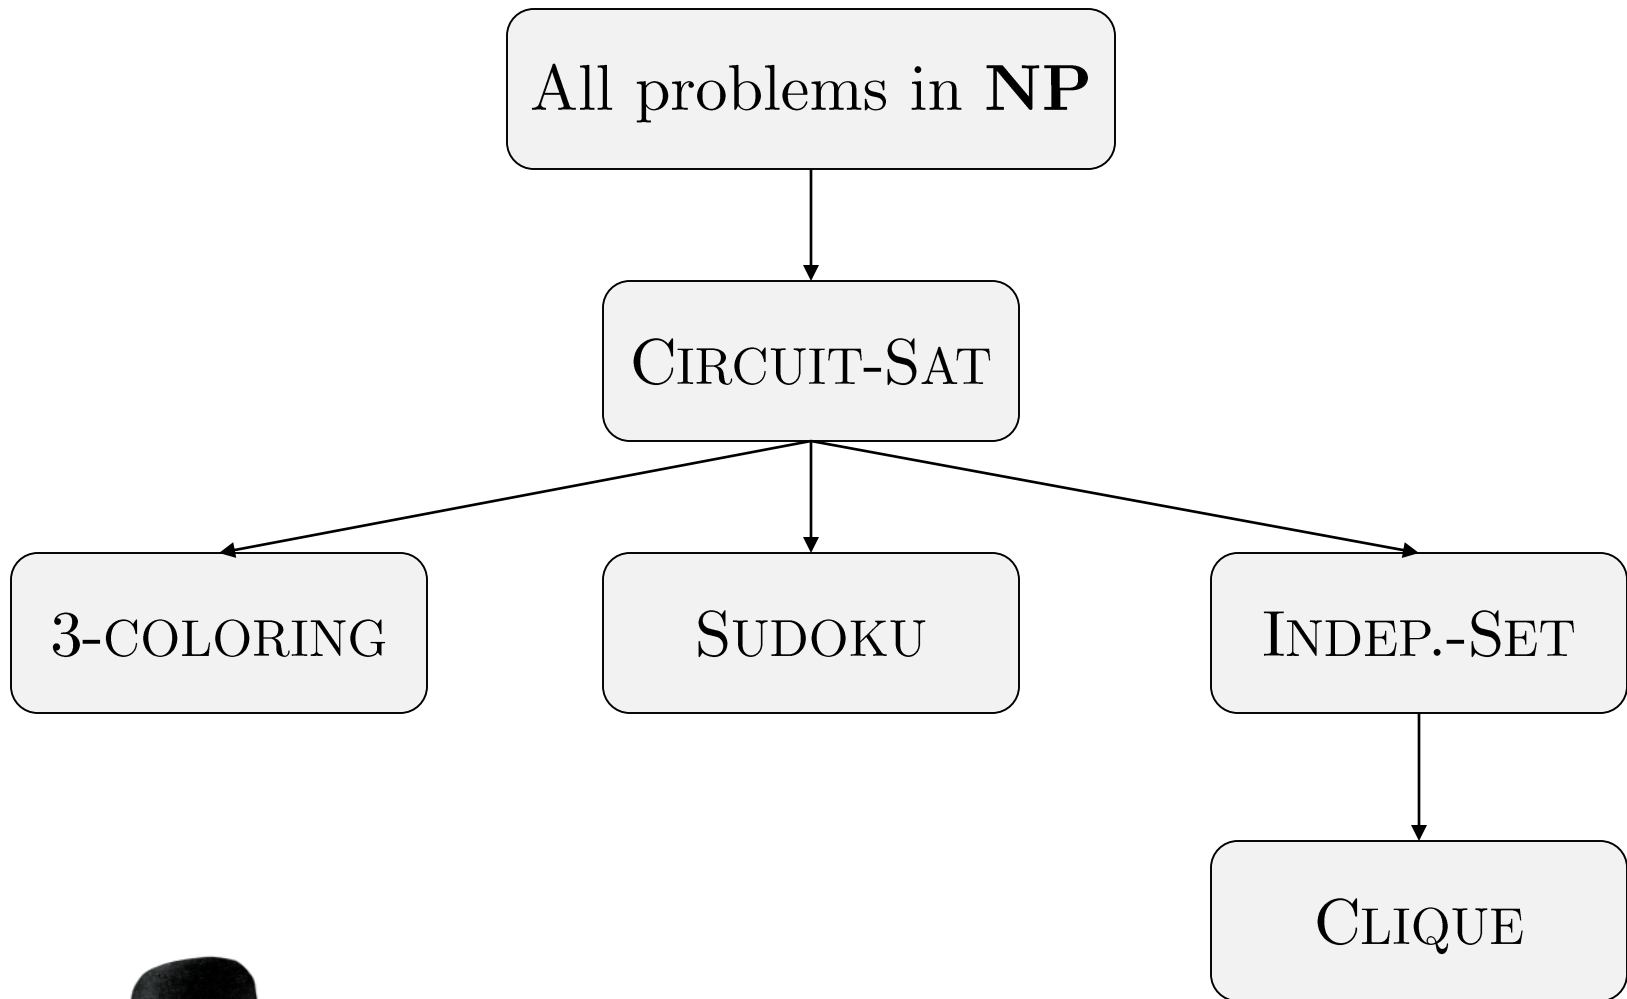 All problems in NP
CIRCUIT-SAT
3-COLORING
SUDOKU
INDEP.-SET
CLIQUE